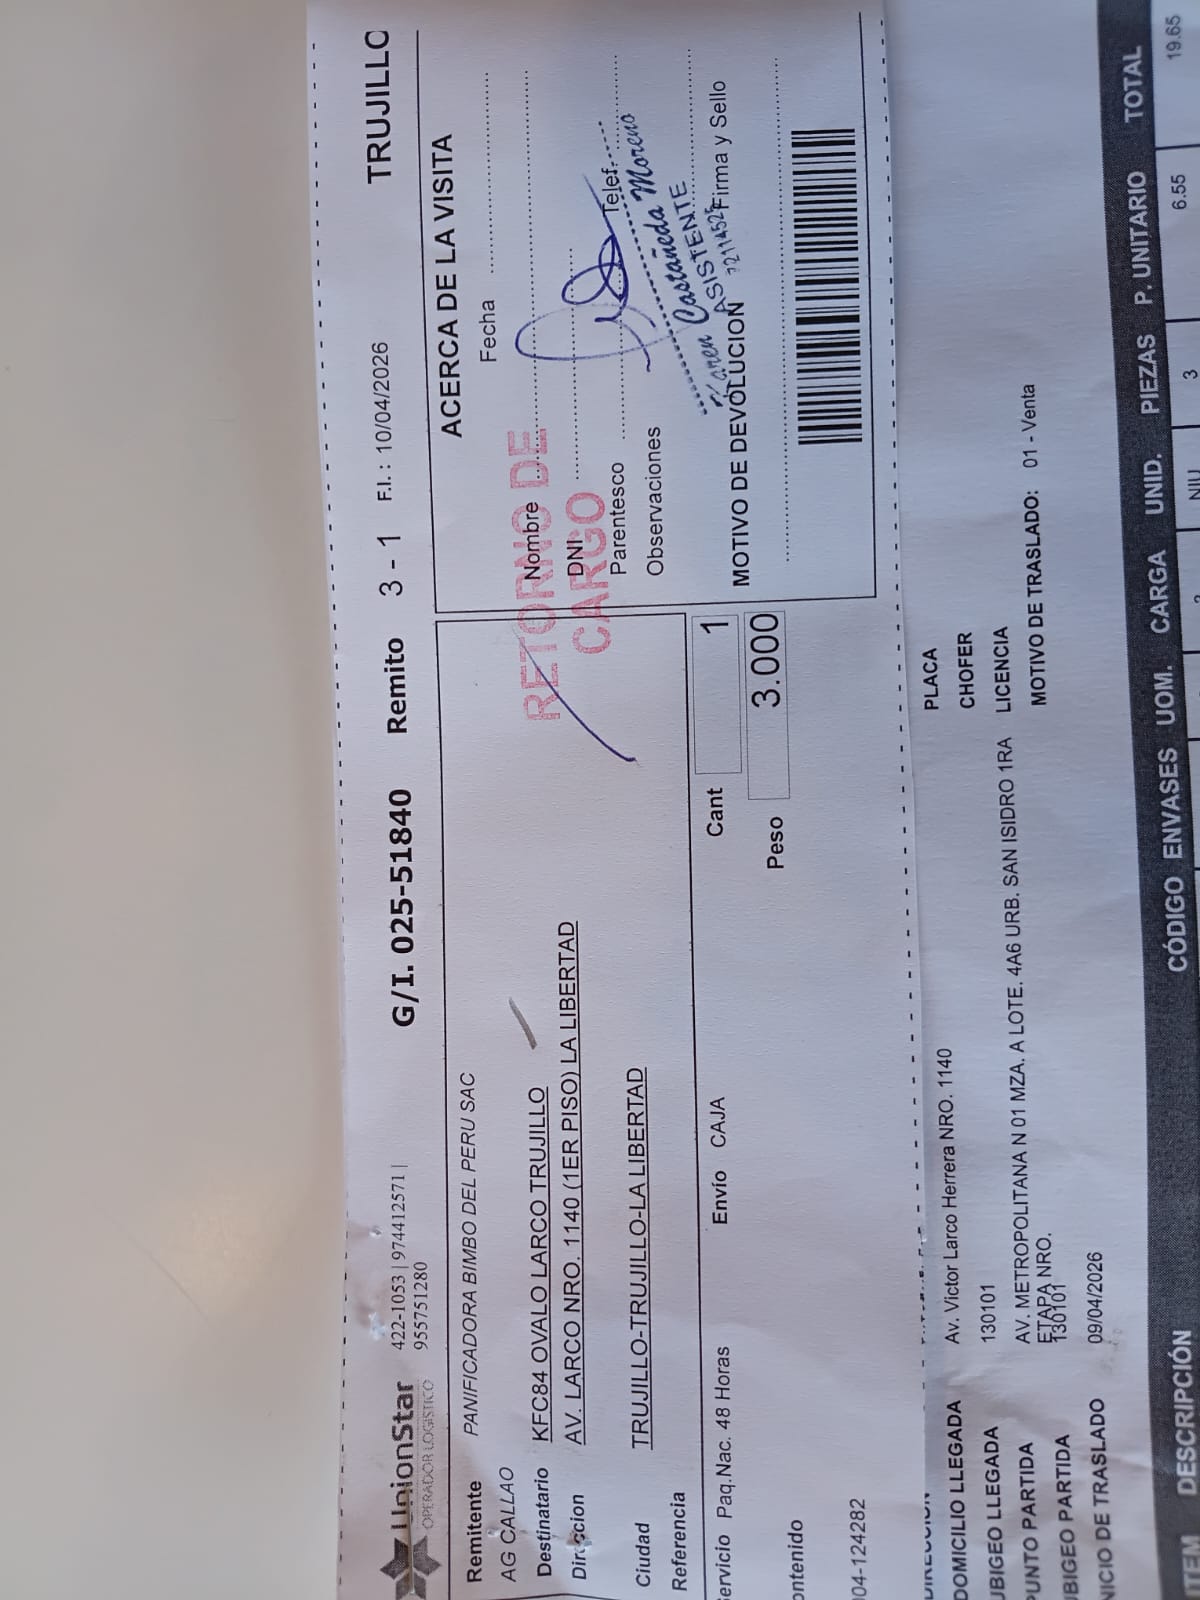 UnionStar
OPERADOR LOGÍSTICO
422-1053 | 974412571 |
955751280
G/I. 025-51840 Remito 3 - 1 F.I. : 10/04/2026 TRUJILLO
Remitente PANIFICADORA BIMBO DEL PERU SAC
AG CALLAO
Destinatario KFC84 OVALO LARCO TRUJILLO
Direccion AV. LARCO NRO. 1140 (1ER PISO) LA LIBERTAD
Ciudad TRUJILLO-TRUJILLO-LA LIBERTAD
Referencia
Servicio Paq.Nac. 48 Horas Envío CAJA Cant 1
Peso 3.000
Contenido
04-124282
ACERCA DE LA VISITA
Fecha
Nombre
DNI
Parentesco Telef.
Observaciones
Firma y Sello
MOTIVO DE DEVOLUCION
RETORNO DE
CARGO
Karen Castañeda Moreno
ASISTENTE
DIRECCIÓN
DOMICILIO LLEGADA Av. Victor Larco Herrera NRO. 1140 PLACA
UBIGEO LLEGADA 130101 CHOFER
PUNTO PARTIDA AV. METROPOLITANA N 01 MZA. A LOTE. 4A6 URB. SAN ISIDRO 1RA LICENCIA
ETAPA NRO. MOTIVO DE TRASLADO: 01 - Venta
UBIGEO PARTIDA 130101
INICIO DE TRASLADO 09/04/2026
ITEM DESCRIPCIÓN CÓDIGO ENVASES UOM. CARGA UNID. PIEZAS P. UNITARIO TOTAL
NIU 3 6.55 19.65